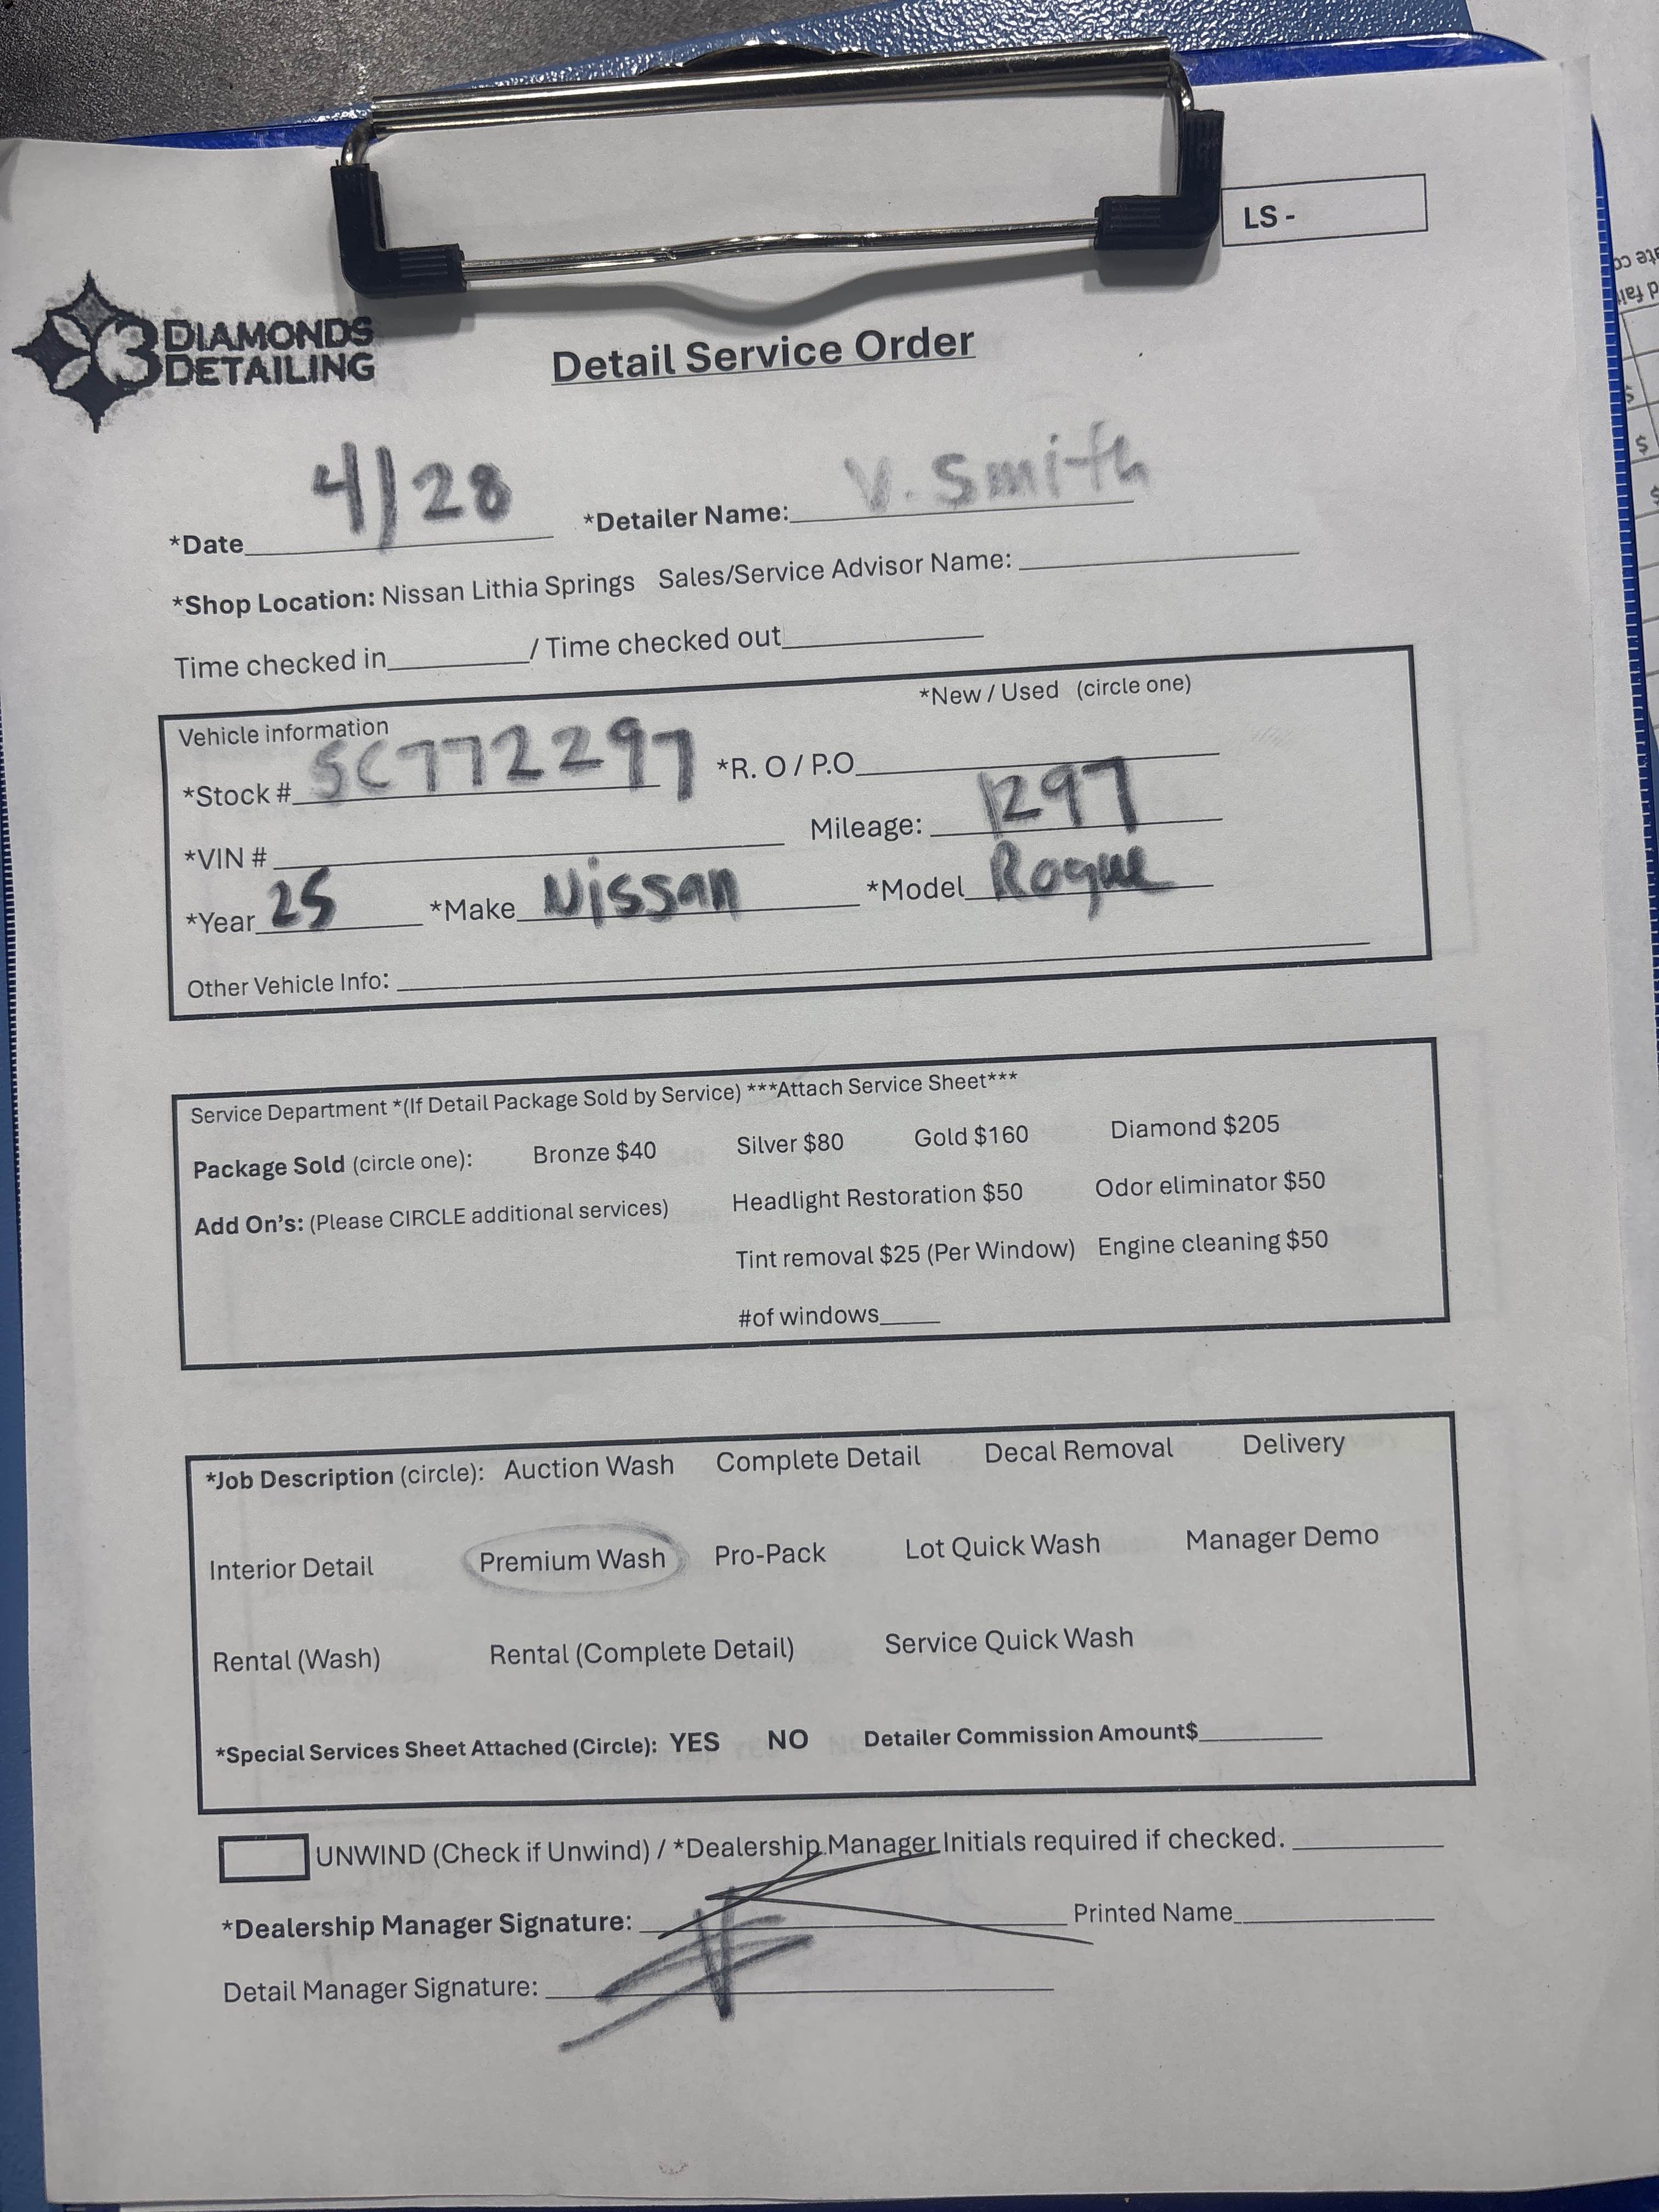 LS -
3 DIAMONDS
DETAILING
Detail Service Order
*Date 4/28 *Detailer Name: V. Smith
*Shop Location: Nissan Lithia Springs Sales/Service Advisor Name:
Time checked in / Time checked out
*New / Used (circle one)
Vehicle information
*Stock # SC772297 *R. O / P.O
*VIN # Mileage: 1297
*Year 25 *Make Nissan *Model Rogue
Other Vehicle Info:
Service Department *(If Detail Package Sold by Service) ***Attach Service Sheet***
Package Sold (circle one): Bronze $40 Silver $80 Gold $160 Diamond $205
Add On's: (Please CIRCLE additional services) Headlight Restoration $50 Odor eliminator $50
Tint removal $25 (Per Window) Engine cleaning $50
#of windows
*Job Description (circle): Auction Wash Complete Detail Decal Removal Delivery
Interior Detail Premium Wash Pro-Pack Lot Quick Wash Manager Demo
Rental (Wash) Rental (Complete Detail) Service Quick Wash
*Special Services Sheet Attached (Circle): YES NO Detailer Commission Amount$
UNWIND (Check if Unwind) / *Dealership Manager Initials required if checked.
*Dealership Manager Signature: Printed Name
Detail Manager Signature: